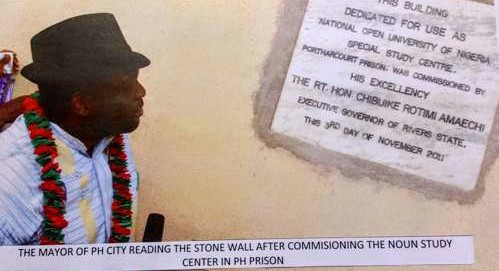 THIS BUILDING
DEDICATED FOR USE AS
NATIONAL OPEN UNIVERSITY OF NIGERIA
SPECIAL STUDY CENTRE.
PORTHARCOURT PRISON. WAS COMMISSIONED BY
HIS EXCELLENCY
THE RT. HON. CHIBUIKE ROTIMI AMAECHI
EXECUTIVE GOVERNOR OF RIVERS STATE,
THIS 3RD DAY OF NOVEMBER 2011
THE MAYOR OF PH CITY READING THE STONE WALL AFTER COMMISIONING THE NOUN STUDY
CENTER IN PH PRISON